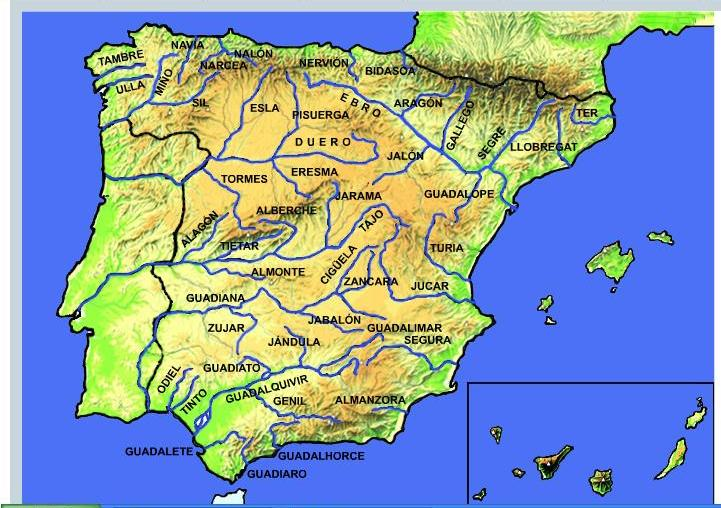 NAVIA
NALÓN
TAMBRE
NARCEA
NERVIÓN
BIDASOA
ULLA
MIÑO
SIL
ESLA
PISUERGA
EBRO
ARAGÓN
GALLEGO
SEGRE
TER
LLOBREGAT
DUERO
JALÓN
TORMES
ERESMA
JARAMA
GUADALOPE
ALBERCHE
TAJO
ALAGÓN
TIETAR
TURIA
ALMONTE
CIGÜELA
ZANCARA
JUCAR
GUADIANA
ZUJAR
JABALÓN
GUADALIMAR
JÁNDULA
SEGURA
ODIEL
GUADIATO
TINTO
GUADALQUIVIR
GENIL
ALMANZORA
GUADALETE
GUADALHORCE
GUADIARO